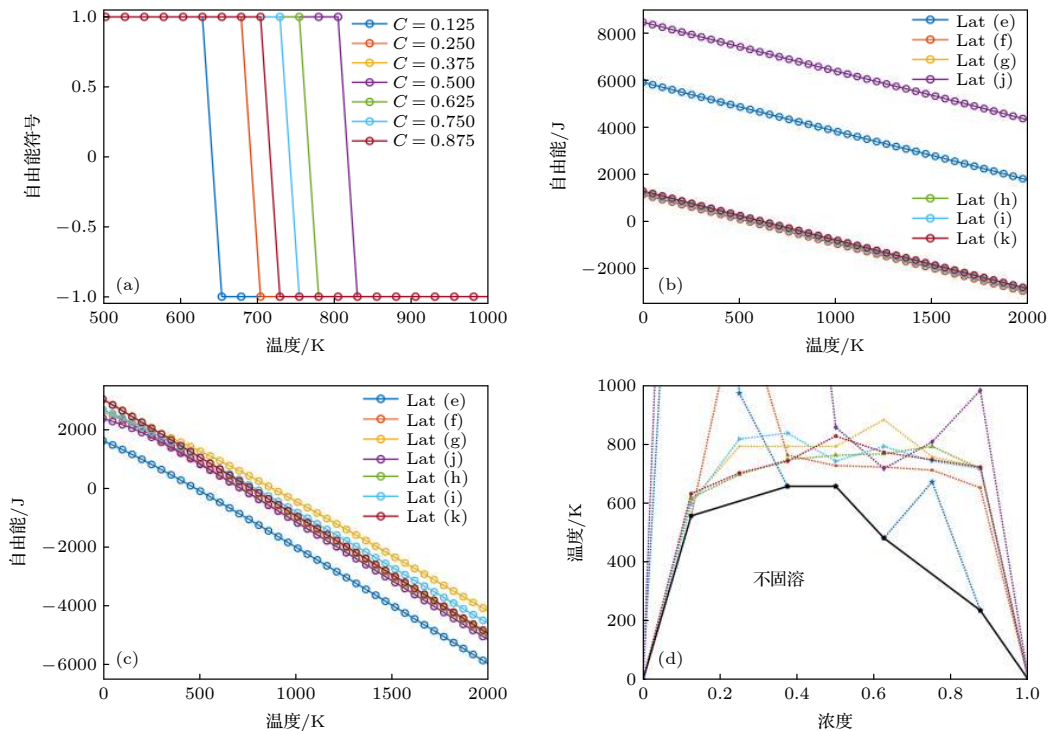 1.0
0.5
0
−0.5
−1.0
自由能符号
C = 0.125
C = 0.250
C = 0.375
C = 0.500
C = 0.625
C = 0.750
C = 0.875
(a)
500 600 700 800 900 1000
温度/K
8000
6000
4000
2000
0
−2000
自由能/J
Lat (e)
Lat (f)
Lat (g)
Lat (j)
Lat (h)
Lat (i)
Lat (k)
(b)
0 500 1000 1500 2000
温度/K
2000
0
−2000
−4000
−6000
自由能/J
Lat (e)
Lat (f)
Lat (g)
Lat (j)
Lat (h)
Lat (i)
Lat (k)
(c)
0 500 1000 1500 2000
温度/K
1000
800
600
400
200
0
温度/K
不固溶
(d)
0 0.2 0.4 0.6 0.8 1.0
浓度